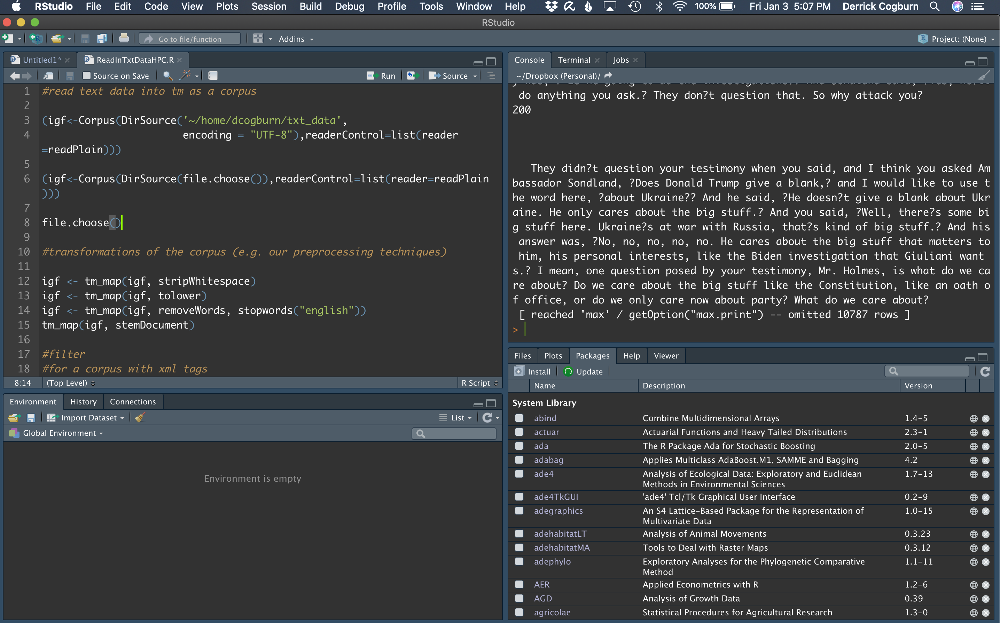 RStudio File Edit Code View Plots Session Build Debug Profile Tools Window Help 100% Fri Jan 3 5:07 PM Derrick Cogburn
RStudio
Go to file/function Addins Project: (None)
Untitled1* ReadInTxtDataHPC.R
Source on Save Run Source
1 #read text data into tm as a corpus
2
3 (igf<-Corpus(DirSource('~/home/dcogburn/txt_data',
4 encoding = "UTF-8"),readerControl=list(reader
=readPlain)))
5
6 (igf<-Corpus(DirSource(file.choose()),readerControl=list(reader=readPlain
)))
7
8 file.choose()
9
10 #transformations of the corpus (e.g. our preprocessing techniques)
11
12 igf <- tm_map(igf, stripWhitespace)
13 igf <- tm_map(igf, tolower)
14 igf <- tm_map(igf, removeWords, stopwords("english"))
15 tm_map(igf, stemDocument)
16
17 #filter
18 #for a corpus with xml tags
8:14 (Top Level) R Script
Environment History Connections
Import Dataset List
Global Environment
Environment is empty
Console Terminal Jobs
~/Dropbox (Personal)/
do anything you ask.? They don?t question that. So why attack you?
200
They didn?t question your testimony when you said, and I think you asked Am
bassador Sondland, ?Does Donald Trump give a blank,? and I would like to use t
he word here, ?about Ukraine?? And he said, ?He doesn?t give a blank about Ukr
aine. He only cares about the big stuff.? And you said, ?Well, there?s some bi
g stuff here. Ukraine?s at war with Russia, that?s kind of big stuff.? And his
answer was, ?No, no, no, no, no. He cares about the big stuff that matters to
him, his personal interests, like the Biden investigation that Giuliani want
s.? I mean, one question posed by your testimony, Mr. Holmes, is what do we ca
re about? Do we care about the big stuff like the Constitution, like an oath o
f office, or do we only care now about party? What do we care about?
[ reached 'max' / getOption("max.print") -- omitted 10787 rows ]
>
Files Plots Packages Help Viewer
Install Update
Name Description Version
System Library
abind Combine Multidimensional Arrays 1.4-5
actuar Actuarial Functions and Heavy Tailed Distributions 2.3-1
ada The R Package Ada for Stochastic Boosting 2.0-5
adabag Applies Multiclass AdaBoost.M1, SAMME and Bagging 4.2
ade4 Analysis of Ecological Data: Exploratory and Euclidean 1.7-13
Methods in Environmental Sciences
ade4TkGUI 'ade4' Tcl/Tk Graphical User Interface 0.2-9
adegraphics An S4 Lattice-Based Package for the Representation of 1.0-15
Multivariate Data
adehabitatLT Analysis of Animal Movements 0.3.23
adehabitatMA Tools to Deal with Raster Maps 0.3.12
adephylo Exploratory Analyses for the Phylogenetic Comparative 1.1-11
Method
AER Applied Econometrics with R 1.2-6
AGD Analysis of Growth Data 0.39
agricolae Statistical Procedures for Agricultural Research 1.3-0